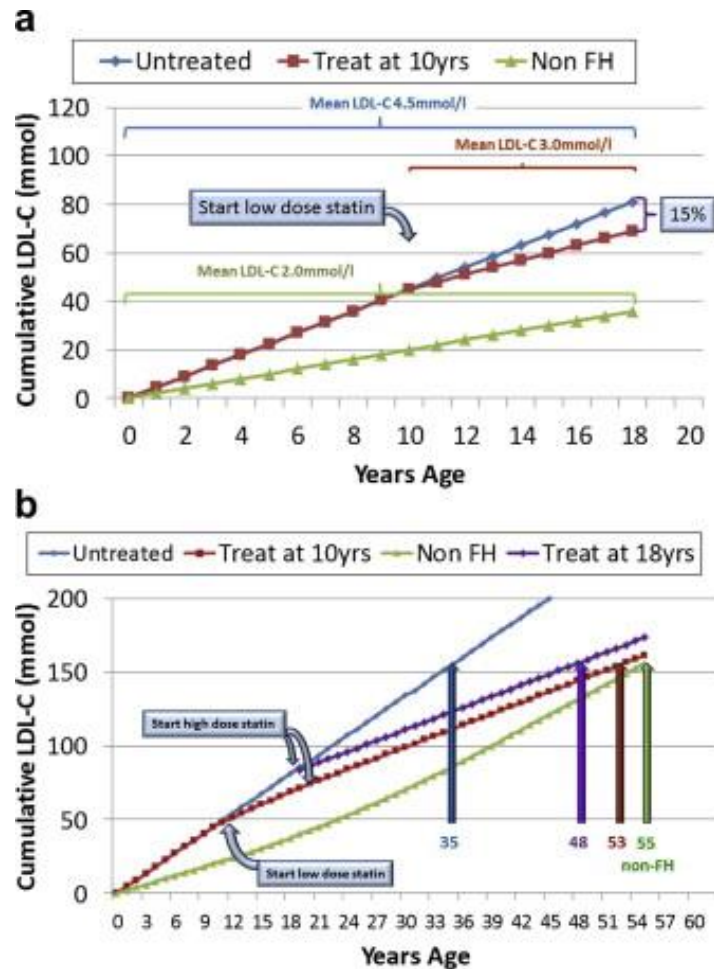 a
Untreated Treat at 10yrs Non FH
Cumulative LDL-C (mmol)
120
100
80
60
40
20
0
Mean LDL-C 4.5mmol/l
Mean LDL-C 3.0mmol/l
Start low dose statin
15%
Mean LDL-C 2.0mmol/l
0 2 4 6 8 10 12 14 16 18 20
Years Age
b
Untreated Treat at 10yrs Non FH Treat at 18yrs
Cumulative LDL-C (mmol)
200
150
100
50
0
Start high dose statin
Start low dose statin
35 48 53 55
non-FH
0 3 6 9 12 15 18 21 24 27 30 33 36 39 42 45 48 51 54 57 60
Years Age